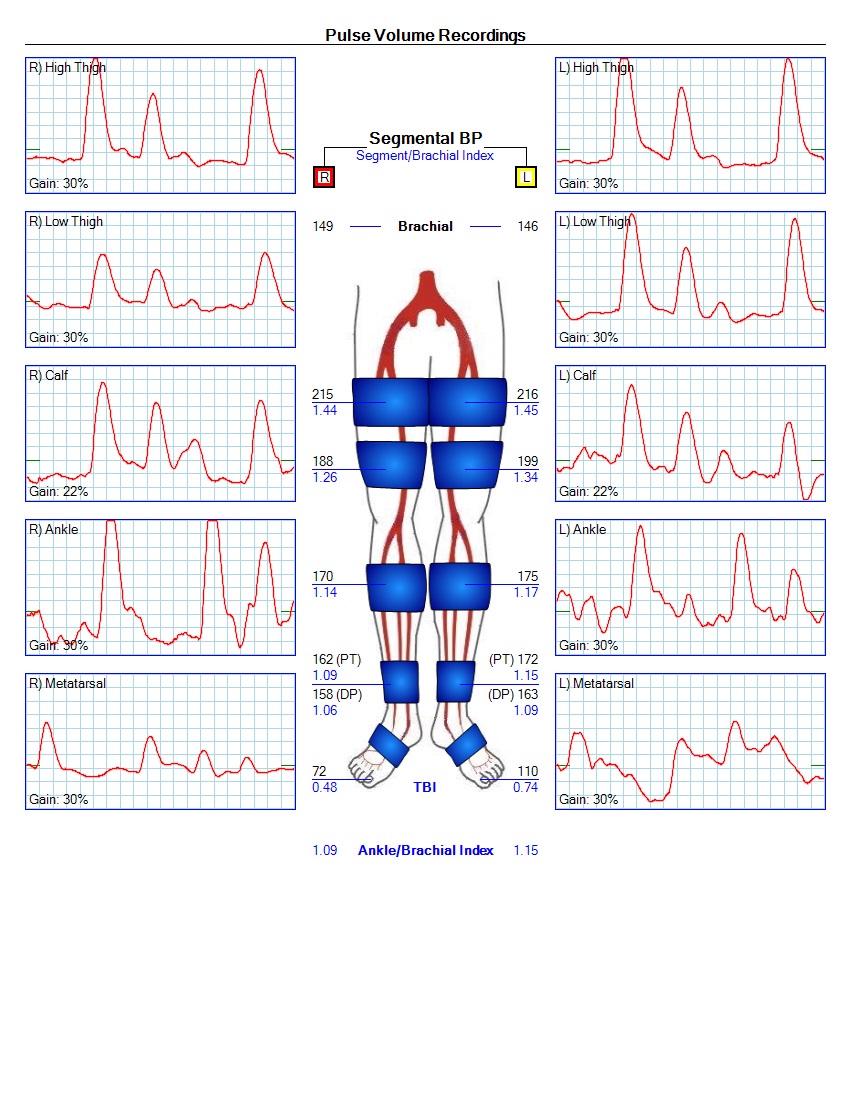 Pulse Volume Recordings
R) High Thigh
Gain: 30%
R) Low Thigh
Gain: 30%
R) Calf
Gain: 22%
R) Ankle
Gain: 30%
R) Metatarsal
Gain: 30%
Segmental BP
Segment/Brachial Index
R L
149 Brachial 146
215 216
1.44 1.45
188 199
1.26 1.34
170 175
1.14 1.17
162 (PT) (PT) 172
1.09 1.15
158 (DP) (DP) 163
1.06 1.09
72 110
0.48 TBI 0.74
1.09 Ankle/Brachial Index 1.15
L) High Thigh
Gain: 30%
L) Low Thigh
Gain: 30%
L) Calf
Gain: 22%
L) Ankle
Gain: 30%
L) Metatarsal
Gain: 30%